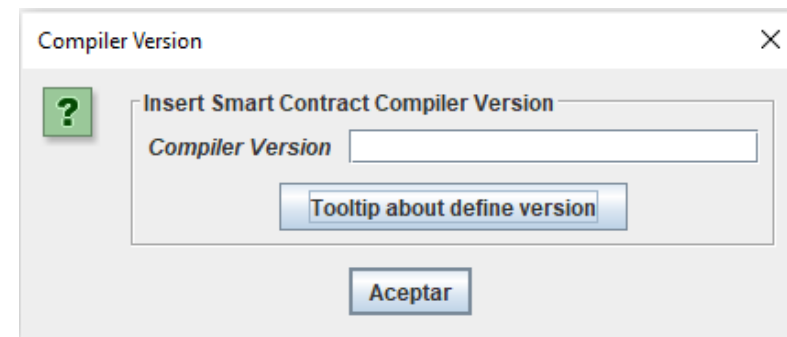 Compiler Version
Insert Smart Contract Compiler Version
Compiler Version
Tooltip about define version
Aceptar